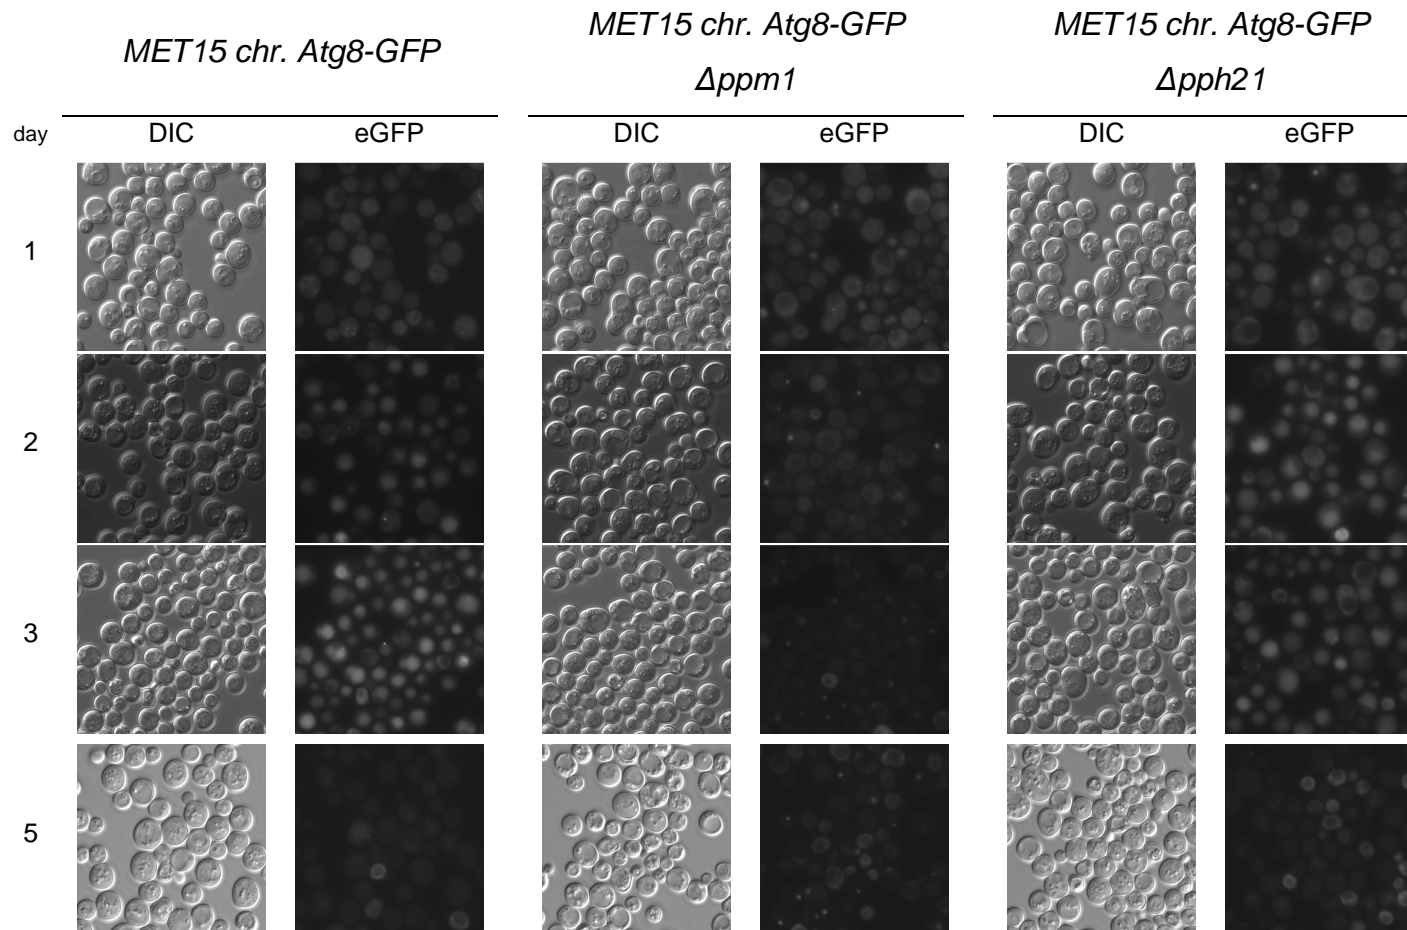 MET15 chr. Atg8-GFP
MET15 chr. Atg8-GFP
Δppm1
MET15 chr. Atg8-GFP
Δpph21
day
DIC
eGFP
DIC
eGFP
DIC
eGFP
1
2
3
5